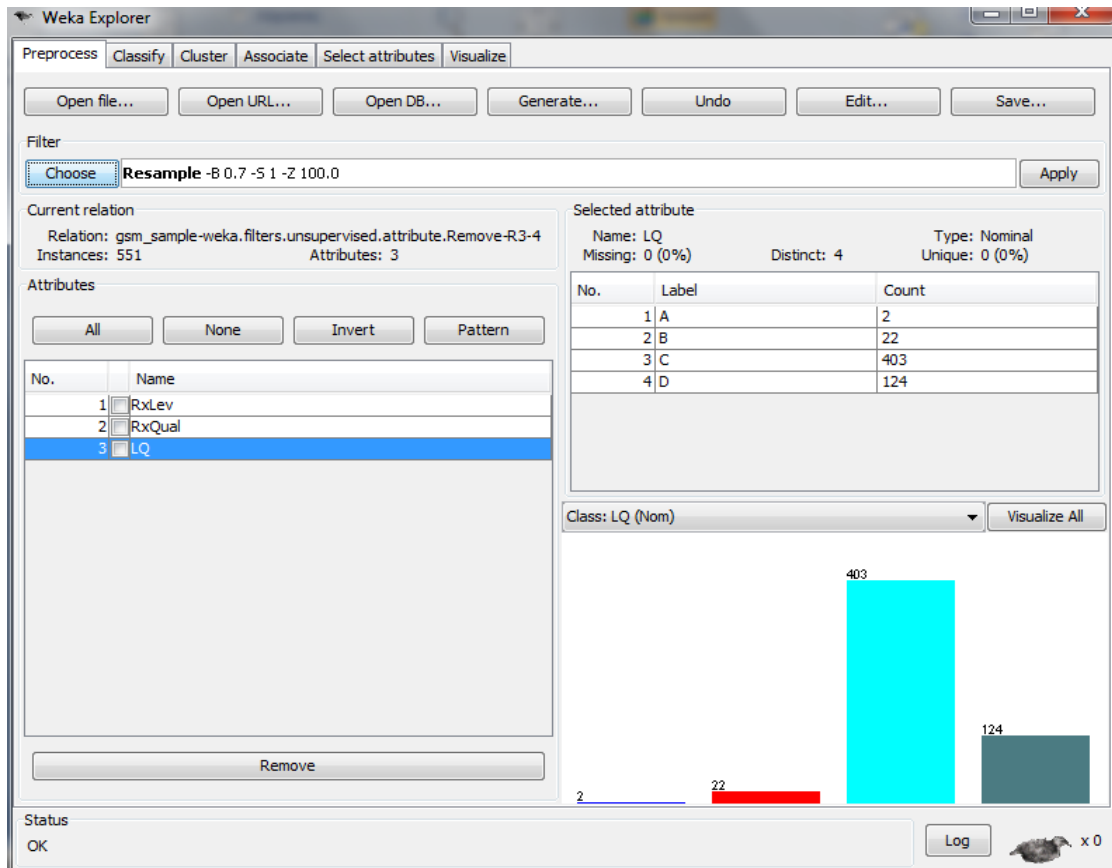 Weka Explorer
Preprocess Classify Cluster Associate Select attributes Visualize
Open file... Open URL... Open DB... Generate... Undo Edit... Save...
Filter
Choose Resample -B 0.7 -S 1 -Z 100.0 Apply
Current relation
Relation: gsm_sample-weka.filters.unsupervised.attribute.Remove-R3-4
Instances: 551 Attributes: 3
Attributes
All None Invert Pattern
No. Name
1 RxLev
2 RxQual
3 LQ
Remove
Selected attribute
Name: LQ Type: Nominal
Missing: 0 (0%) Distinct: 4 Unique: 0 (0%)
No. Label Count
1 A 2
2 B 22
3 C 403
4 D 124
Class: LQ (Nom) Visualize All
2 22 403 124
Status
OK
Log x 0